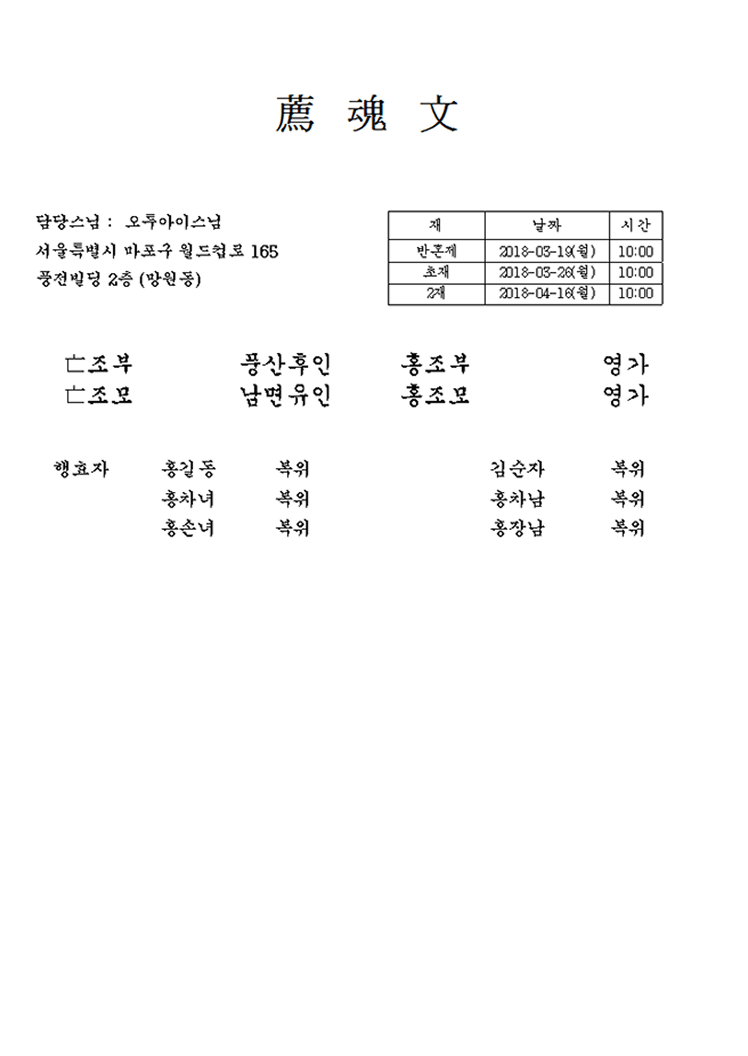 薦 魂 文
담당스님 : 오투아이스님
서울특별시 마포구 월드컵로 165
풍전빌딩 2층 (망원동)
재 날짜 시간
반혼제 2018-03-19(월) 10:00
초재 2018-03-26(월) 10:00
2재 2018-04-16(월) 10:00
亡조부 풍산후인 홍조부 영가
亡조모 남면유인 홍조모 영가
행효자 홍길동 복위 김순자 복위
홍차녀 복위 홍차남 복위
홍손녀 복위 홍장남 복위